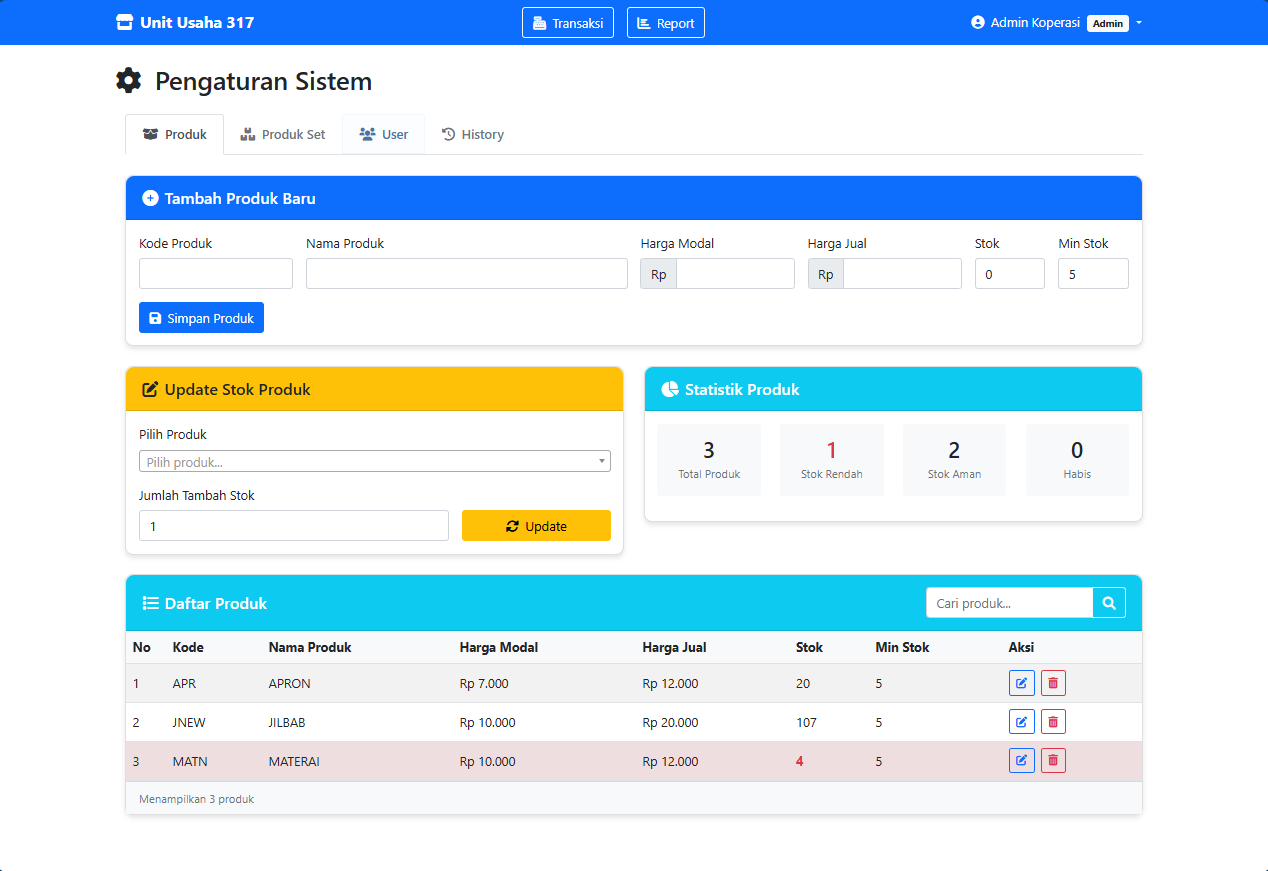 Unit Usaha 317 Transaksi Report Admin Koperasi Admin
Pengaturan Sistem
Produk Produk Set User History
Tambah Produk Baru
Kode Produk Nama Produk Harga Modal Harga Jual Stok Min Stok
Rp Rp 0 5
Simpan Produk
Update Stok Produk
Pilih Produk
Pilih produk...
Jumlah Tambah Stok
1 Update
Statistik Produk
3 1 2 0
Total Produk Stok Rendah Stok Aman Habis
Daftar Produk Cari produk...
No Kode Nama Produk Harga Modal Harga Jual Stok Min Stok Aksi
1 APR APRON Rp 7.000 Rp 12.000 20 5
2 JNEW JILBAB Rp 10.000 Rp 20.000 107 5
3 MATN MATERAI Rp 10.000 Rp 12.000 4 5
Menampilkan 3 produk